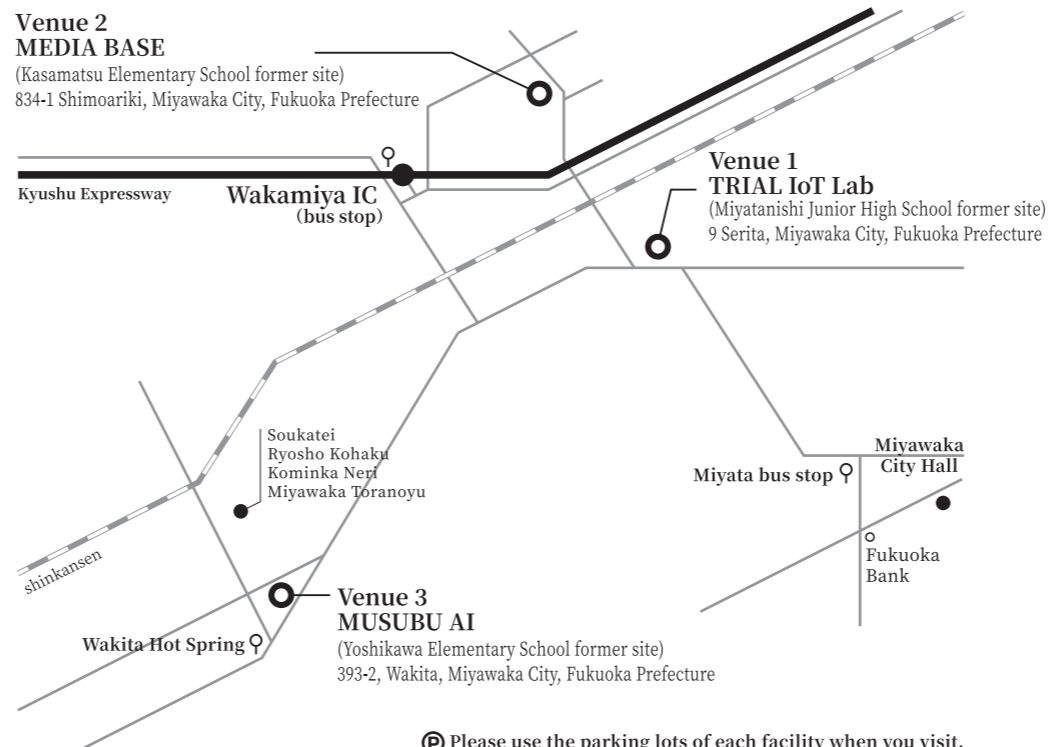 Venue 2
MEDIA BASE
(Kasamatsu Elementary School former site)
834-1 Shimoariki, Miyawaka City, Fukuoka Prefecture
Kyushu Expressway
Wakamiya IC
(bus stop)
Venue 1
TRIAL IoT Lab
(Miyatanishi Junior High School former site)
9 Serita, Miyawaka City, Fukuoka Prefecture
Soukatei
Ryosho Kohaku
Kominka Neri
Miyawaka Toranoyu
Miyawaka
City Hall
Miyata bus stop
Fukuoka
Bank
shinkansen
Venue 3
MUSUBU AI
(Yoshikawa Elementary School former site)
393-2, Wakita, Miyawaka City, Fukuoka Prefecture
Wakita Hot Spring
Ⓟ Please use the parking lots of each facility when you visit.